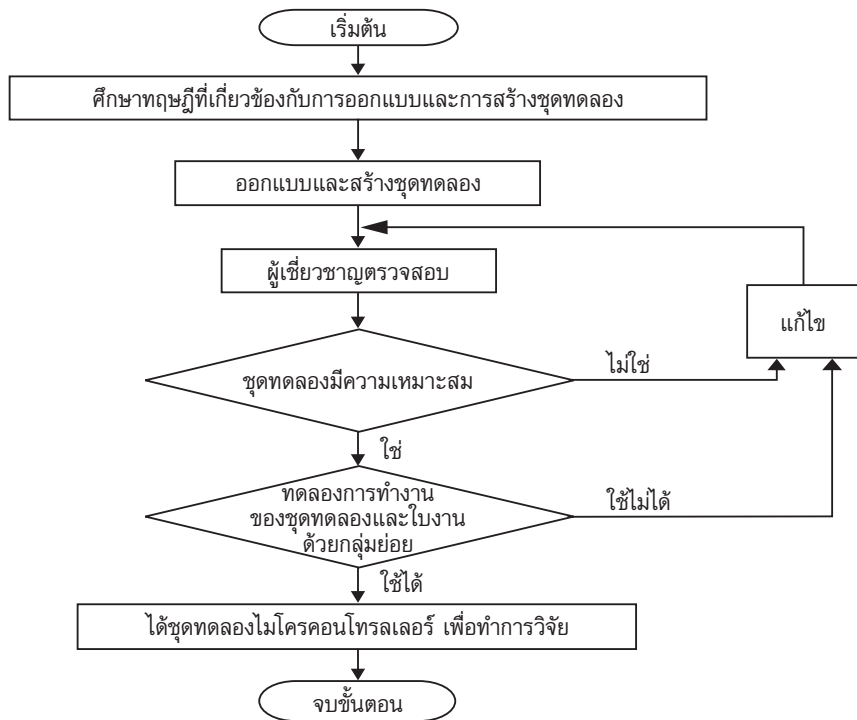 เริ่มต้น
ศึกษาทฤษฎีที่เกี่ยวข้องกับการออกแบบและการสร้างชุดทดลอง
ออกแบบและสร้างชุดทดลอง
ผู้เชี่ยวชาญตรวจสอบ
แก้ไข
ชุดทดลองมีความเหมาะสม
ไม่ใช่
ใช่
ทดลองการทำงาน
ของชุดทดลองและใบงาน
ด้วยกลุ่มย่อย
ใช้ไม่ได้
ใช้ได้
ได้ชุดทดลองไมโครคอนโทรลเลอร์ เพื่อทำการวิจัย
จบขั้นตอน